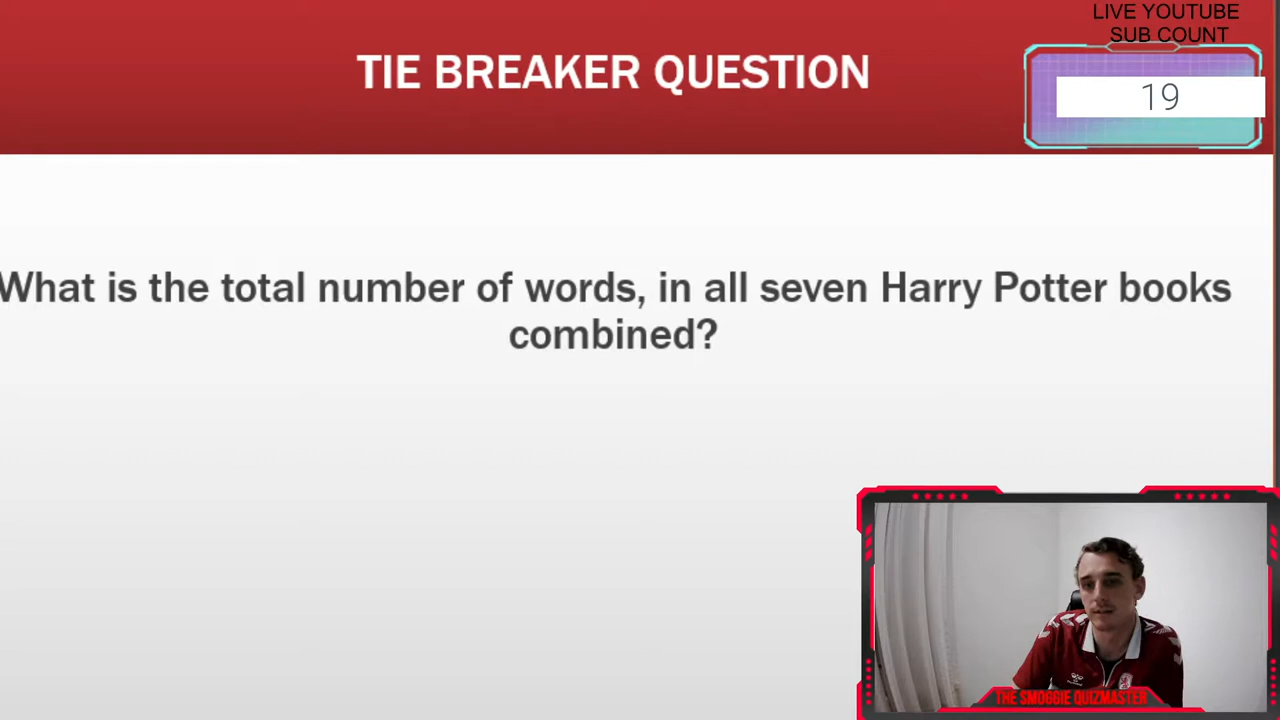 LIVE YOUTUBE
SUB COUNT
TIE BREAKER QUESTION
19
What is the total number of words, in all seven Harry Potter books
combined?
THE SMOGGIE QUIZMASTER